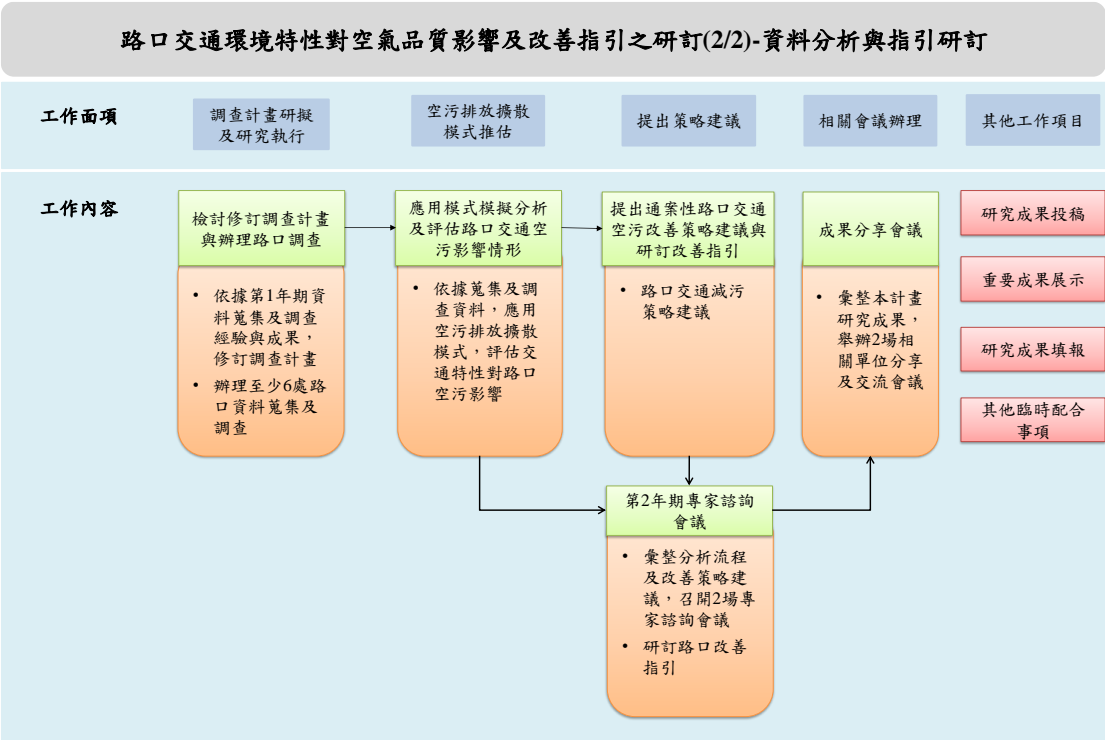 路口交通環境特性對空氣品質影響及改善指引之研訂(2/2)-資料分析與指引研訂
工作面項
調查計畫研擬
及研究執行
空污排放擴散
模式推估
提出策略建議
相關會議辦理
其他工作項目
工作內容
檢討修訂調查計畫
與辦理路口調查
• 依據第1年期資
料蒐集及調查
經驗與成果，
修訂調查計畫
• 辦理至少6處路
口資料蒐集及
調查
應用模式模擬分析
及評估路口交通空
污影響情形
• 依據蒐集及調
查資料，應用
空污排放擴散
模式，評估交
通特性對路口
空污影響
提出通案性路口交通
空污改善策略建議與
研訂改善指引
• 路口交通減污
策略建議
成果分享會議
• 彙整本計畫
研究成果，
舉辦2場相
關單位分享
及交流會議
研究成果投稿
重要成果展示
研究成果填報
其他臨時配合
事項
第2年期專家諮詢
會議
• 彙整分析流程
及改善策略建
議，召開2場專
家諮詢會議
• 研訂路口改善
指引